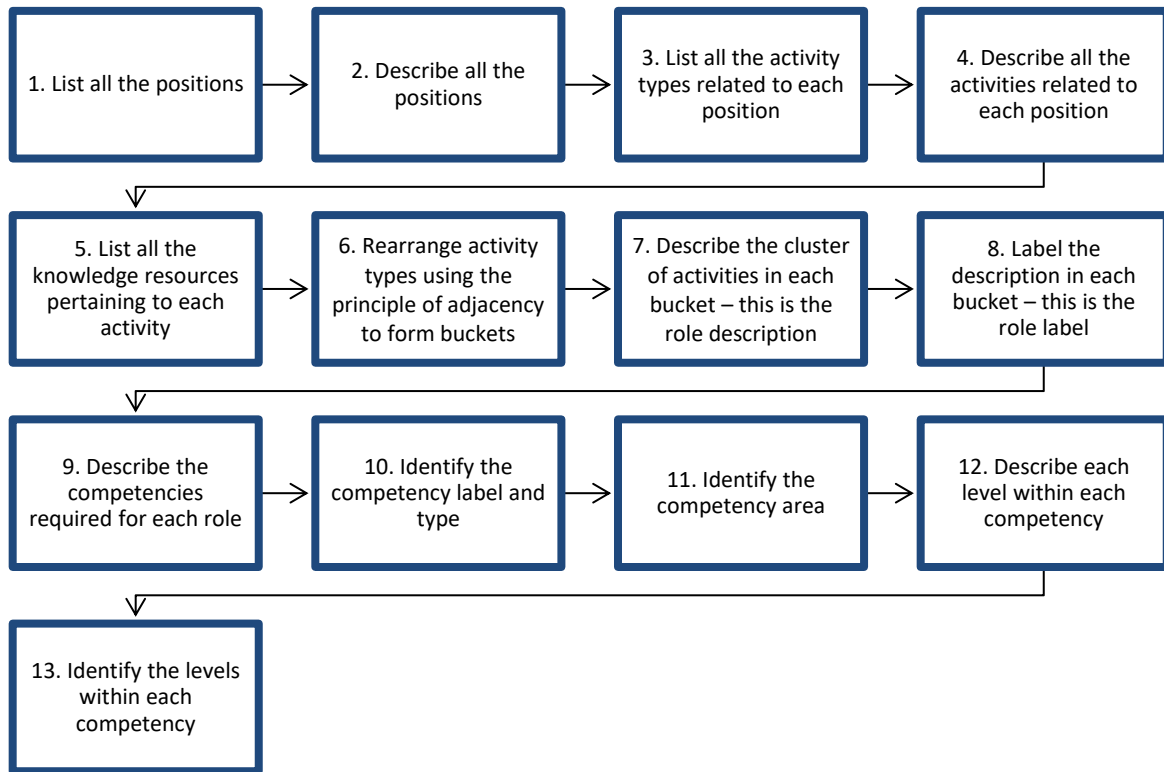 1. List all the positions
2. Describe all the
positions
3. List all the activity
types related to each
position
4. Describe all the
activities related to
each position
5. List all the
knowledge resources
pertaining to each
activity
6. Rearrange activity
types using the
principle of adjacency
to form buckets
7. Describe the cluster
of activities in each
bucket – this is the
role description
8. Label the
description in each
bucket – this is the
role label
9. Describe the
competencies
required for each role
10. Identify the
competency label and
type
11. Identify the
competency area
12. Describe each
level within each
competency
13. Identify the levels
within each
competency